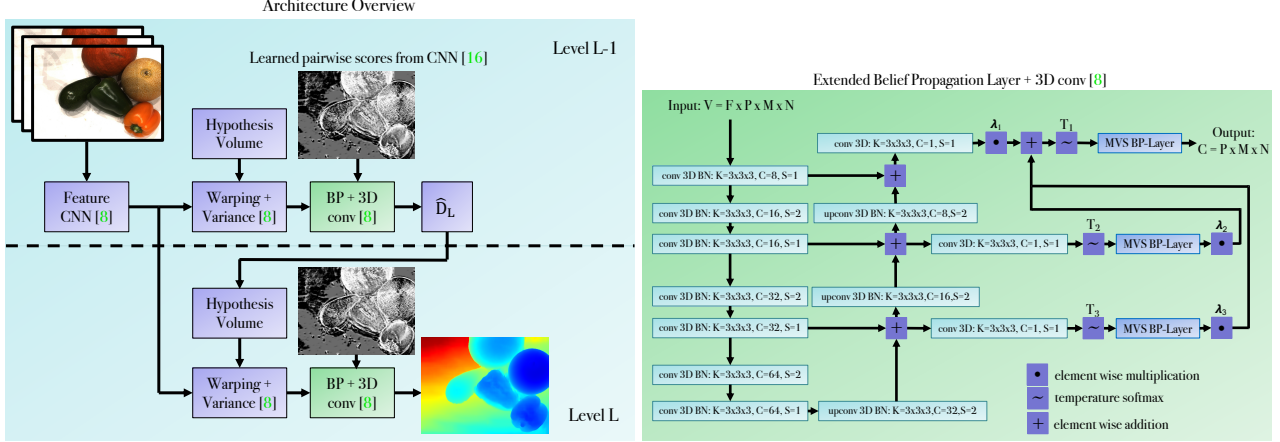 Architecture Overview
Level L-1
Learned pairwise scores from CNN [16]
Hypothesis
Volume
Feature
CNN [8]
Warping +
Variance [8]
BP + 3D
conv [8]
D̂_L
Hypothesis
Volume
Warping +
Variance [8]
BP + 3D
conv [8]
Level L
Extended Belief Propagation Layer + 3D conv [8]
Input: V = F x P x M x N
conv 3D BN: K=3x3x3, C=8, S=1
conv 3D BN: K=3x3x3, C=16, S=2
conv 3D BN: K=3x3x3, C=16, S=1
conv 3D BN: K=3x3x3, C=32, S=2
conv 3D BN: K=3x3x3, C=32, S=1
conv 3D BN: K=3x3x3, C=64, S=2
conv 3D BN: K=3x3x3, C=64, S=1
upconv 3D BN: K=3x3x3,C=32,S=2
+
upconv 3D BN: K=3x3x3,C=16,S=2
+
upconv 3D BN: K=3x3x3,C=8,S=2
+
conv 3D: K=3x3x3, C=1, S=1
λ₁
•
+
T₁
~
MVS BP-Layer
Output:
C = P x M x N
conv 3D: K=3x3x3, C=1, S=1
T₂
~
MVS BP-Layer
λ₂
•
conv 3D: K=3x3x3, C=1, S=1
T₃
~
MVS BP-Layer
λ₃
•
• element wise multiplication
~ temperature softmax
+ element wise addition